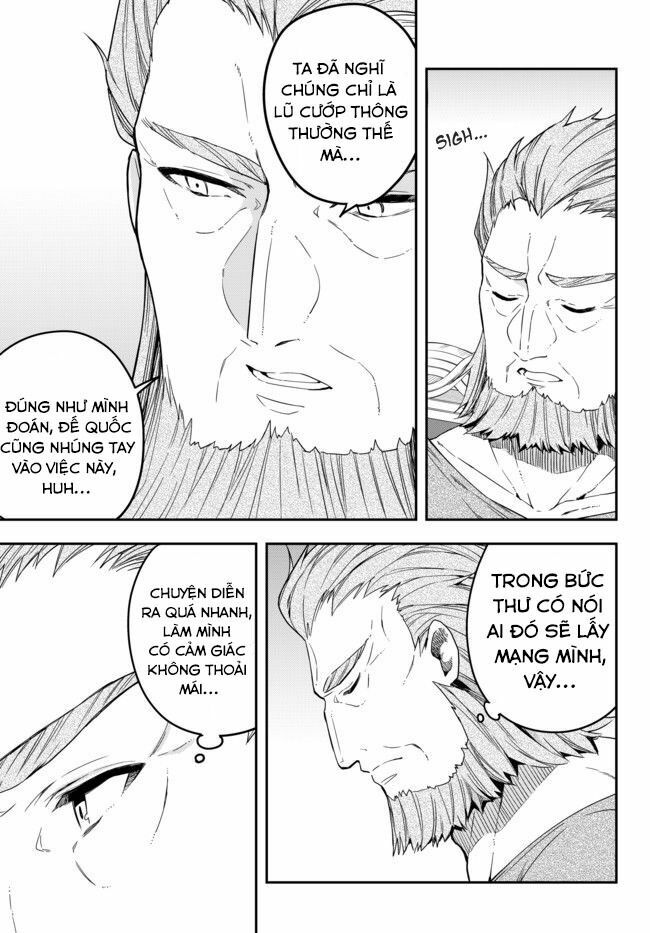 SIGH...
TA ĐÃ NGHĨ
CHÚNG CHỈ LÀ
LŨ CƯỚP THÔNG
THƯỜNG THẾ
MÀ...
ĐÚNG NHƯ MÌNH
ĐOÁN, ĐẾ QUỐC
CŨNG NHÚNG TAY
VÀO VIỆC NÀY,
HUH...
TRONG BỨC
THƯ CÓ NÓI
AI ĐÓ SẼ LẤY
MẠNG MÌNH,
VẬY...
CHUYỆN DIỄN
RA QUÁ NHANH,
LÀM MÌNH
CÓ CẢM GIÁC
KHÔNG THOẢI
MÁI...